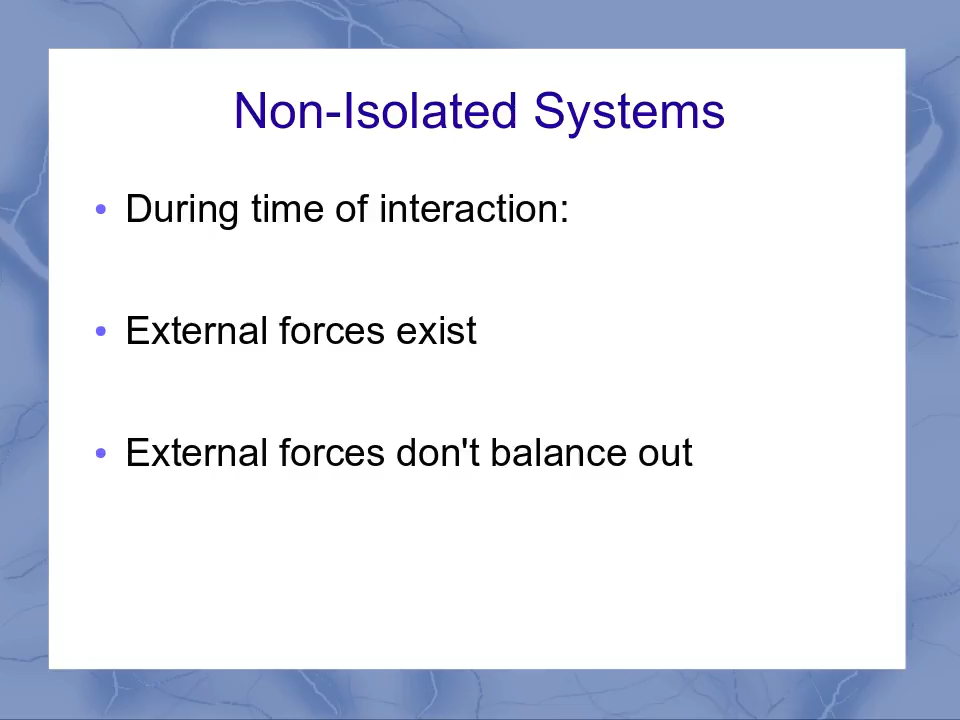 Non-Isolated Systems
• During time of interaction:
• External forces exist
• External forces don't balance out